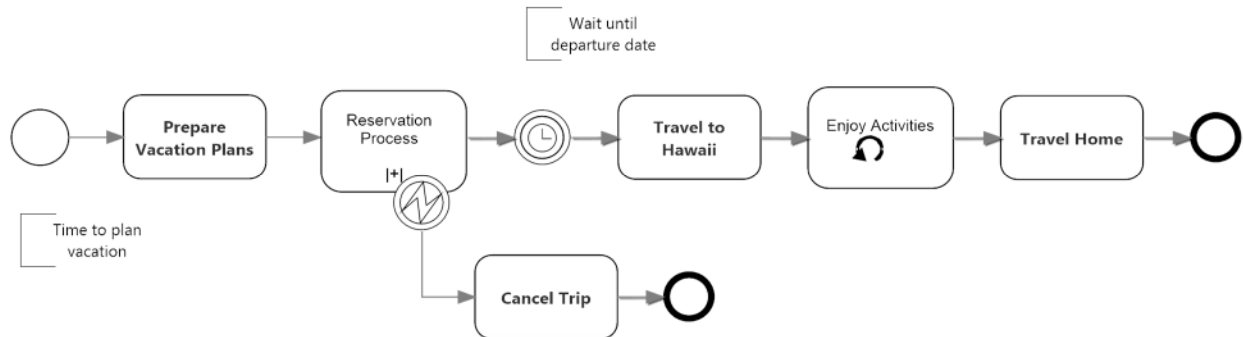 Wait until
departure date
Prepare
Vacation Plans
Reservation
Process
Travel to
Hawaii
Enjoy Activities
Travel Home
Time to plan
vacation
Cancel Trip